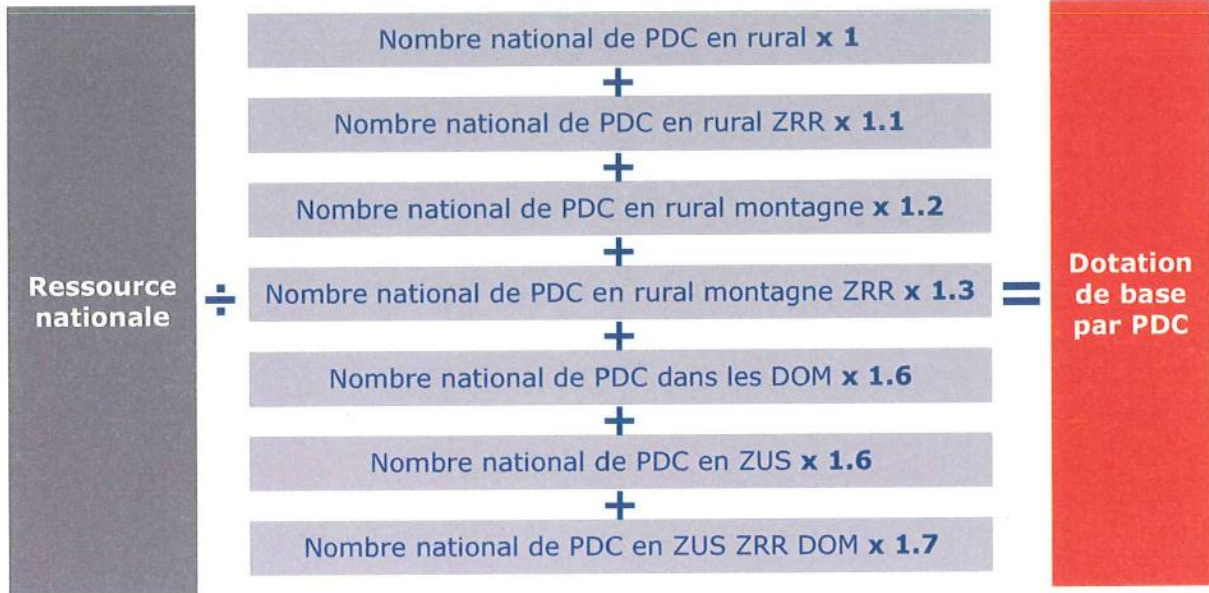 Ressource
nationale
÷
Nombre national de PDC en rural x 1
+
Nombre national de PDC en rural ZRR x 1.1
+
Nombre national de PDC en rural montagne x 1.2
+
Nombre national de PDC en rural montagne ZRR x 1.3
+
Nombre national de PDC dans les DOM x 1.6
+
Nombre national de PDC en ZUS x 1.6
+
Nombre national de PDC en ZUS ZRR DOM x 1.7
=
Dotation
de base
par PDC